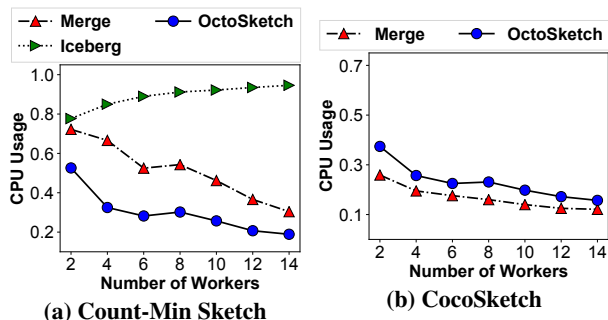 Merge OctoSketch
Iceberg
1.0
0.8
0.6
0.4
0.2
CPU Usage
2 4 6 8 10 12 14
Number of Workers
(a) Count-Min Sketch
Merge OctoSketch
0.7
0.5
0.3
0.1
CPU Usage
2 4 6 8 10 12 14
Number of Workers
(b) CocoSketch